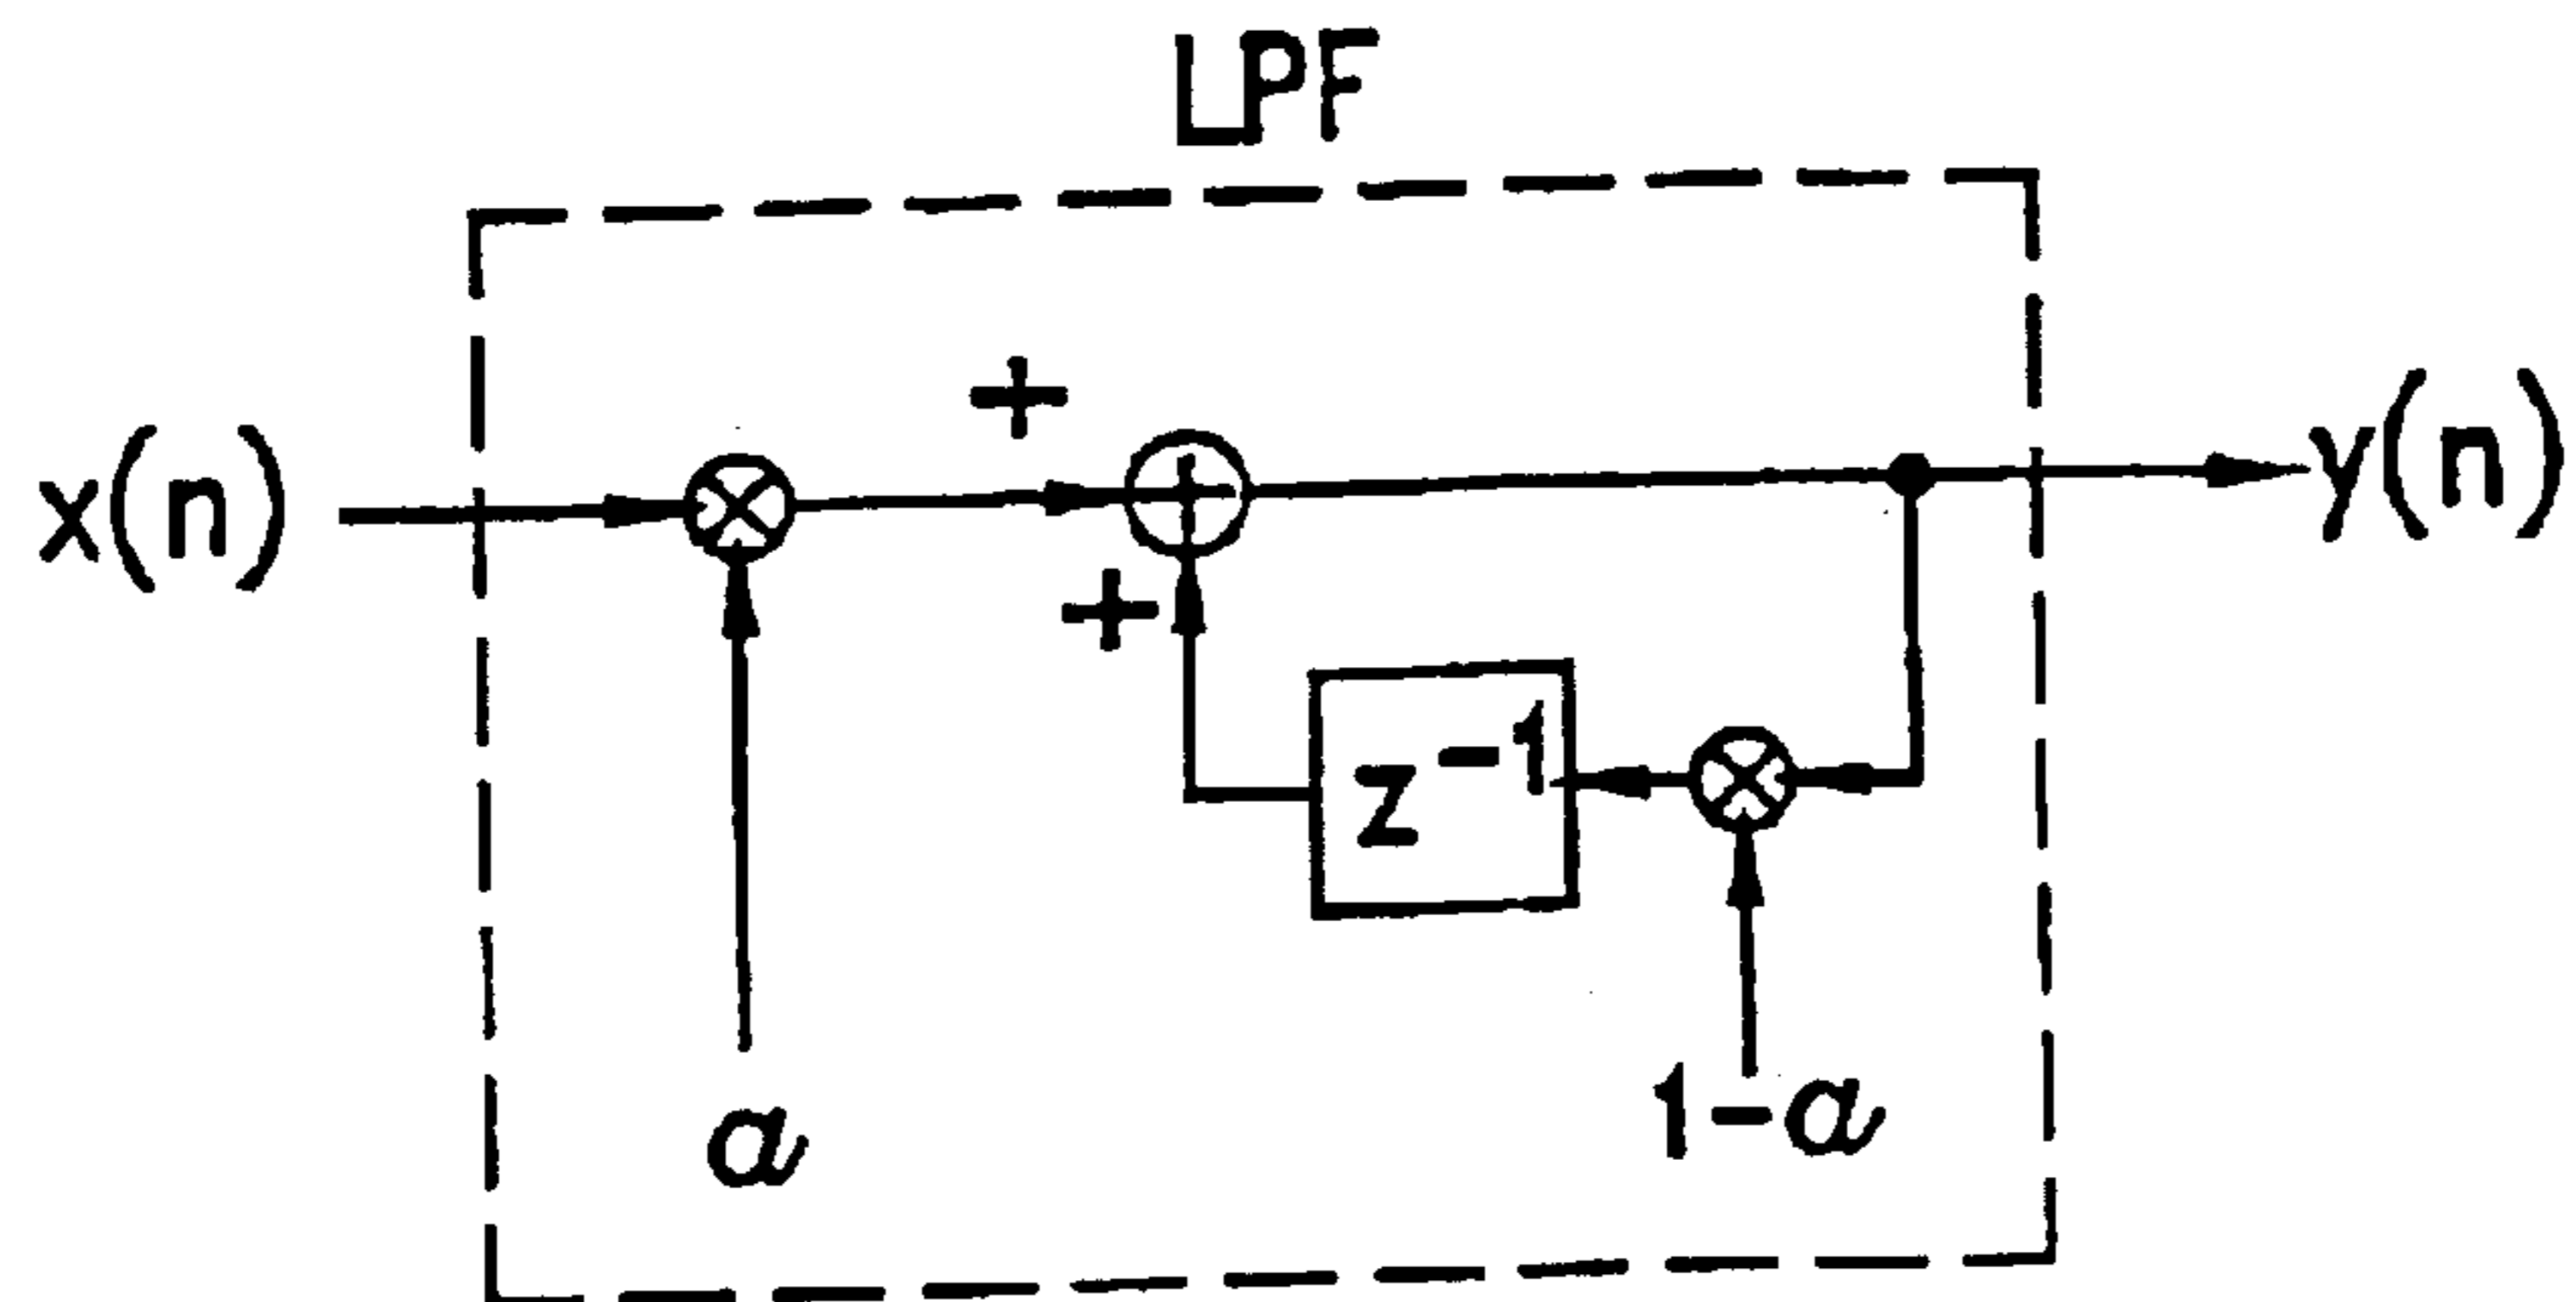 LPF
x(n)
+
y(n)
+
z⁻¹
a
1-a